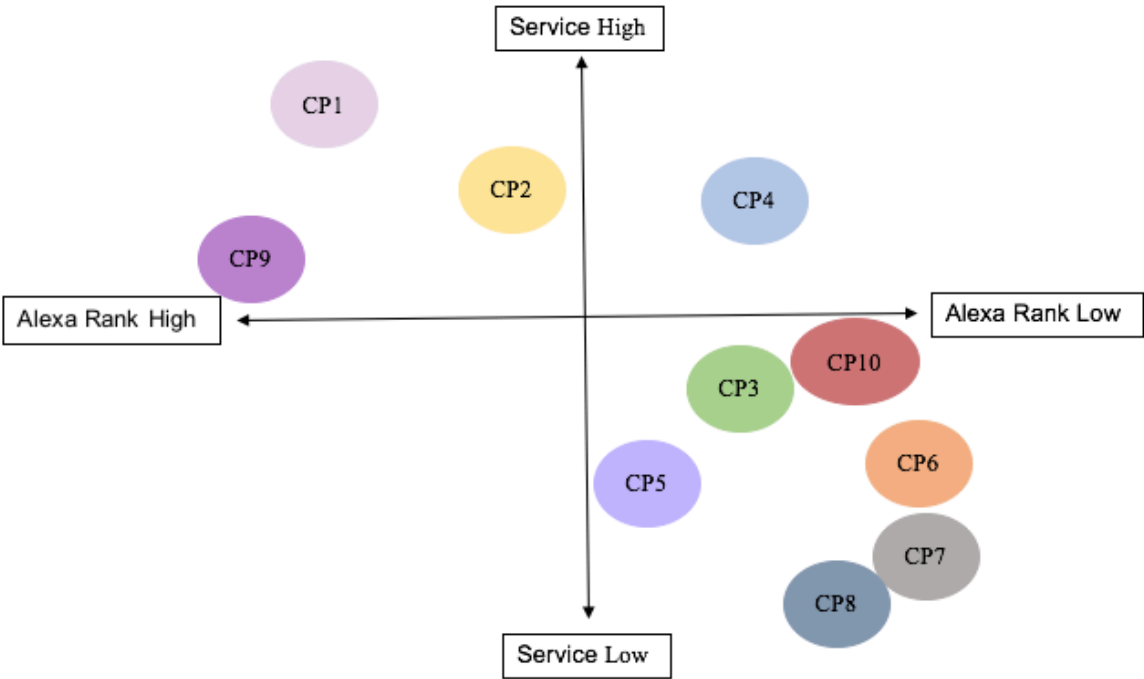 Service High
CP1
CP2
CP4
CP9
Alexa Rank High
Alexa Rank Low
CP10
CP3
CP6
CP5
CP7
CP8
Service Low